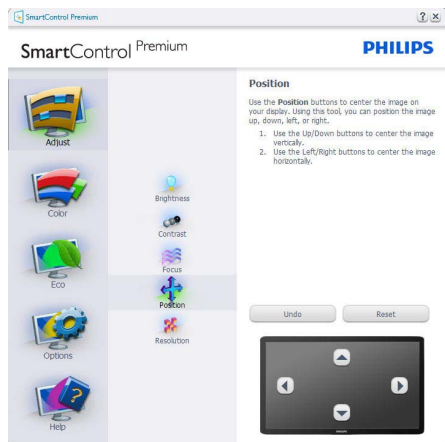 SmartControl Premium
? x
SmartControl Premium
PHILIPS
Adjust
Color
Eco
Options
Help
Brightness
Contrast
Focus
Position
Resolution
Position
Use the Position buttons to center the image on
your display. Using this tool, you can position the image
up, down, left, or right.
1. Use the Up/Down buttons to center the image
vertically.
2. Use the Left/Right buttons to center the image
horizontally.
Undo
Reset